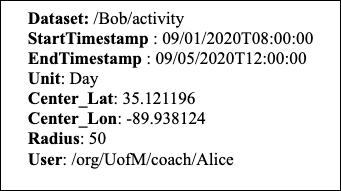 Dataset: /Bob/activity
StartTimestamp : 09/01/2020T08:00:00
EndTimestamp : 09/05/2020T12:00:00
Unit: Day
Center_Lat: 35.121196
Center_Lon: -89.938124
Radius: 50
User: /org/UofM/coach/Alice